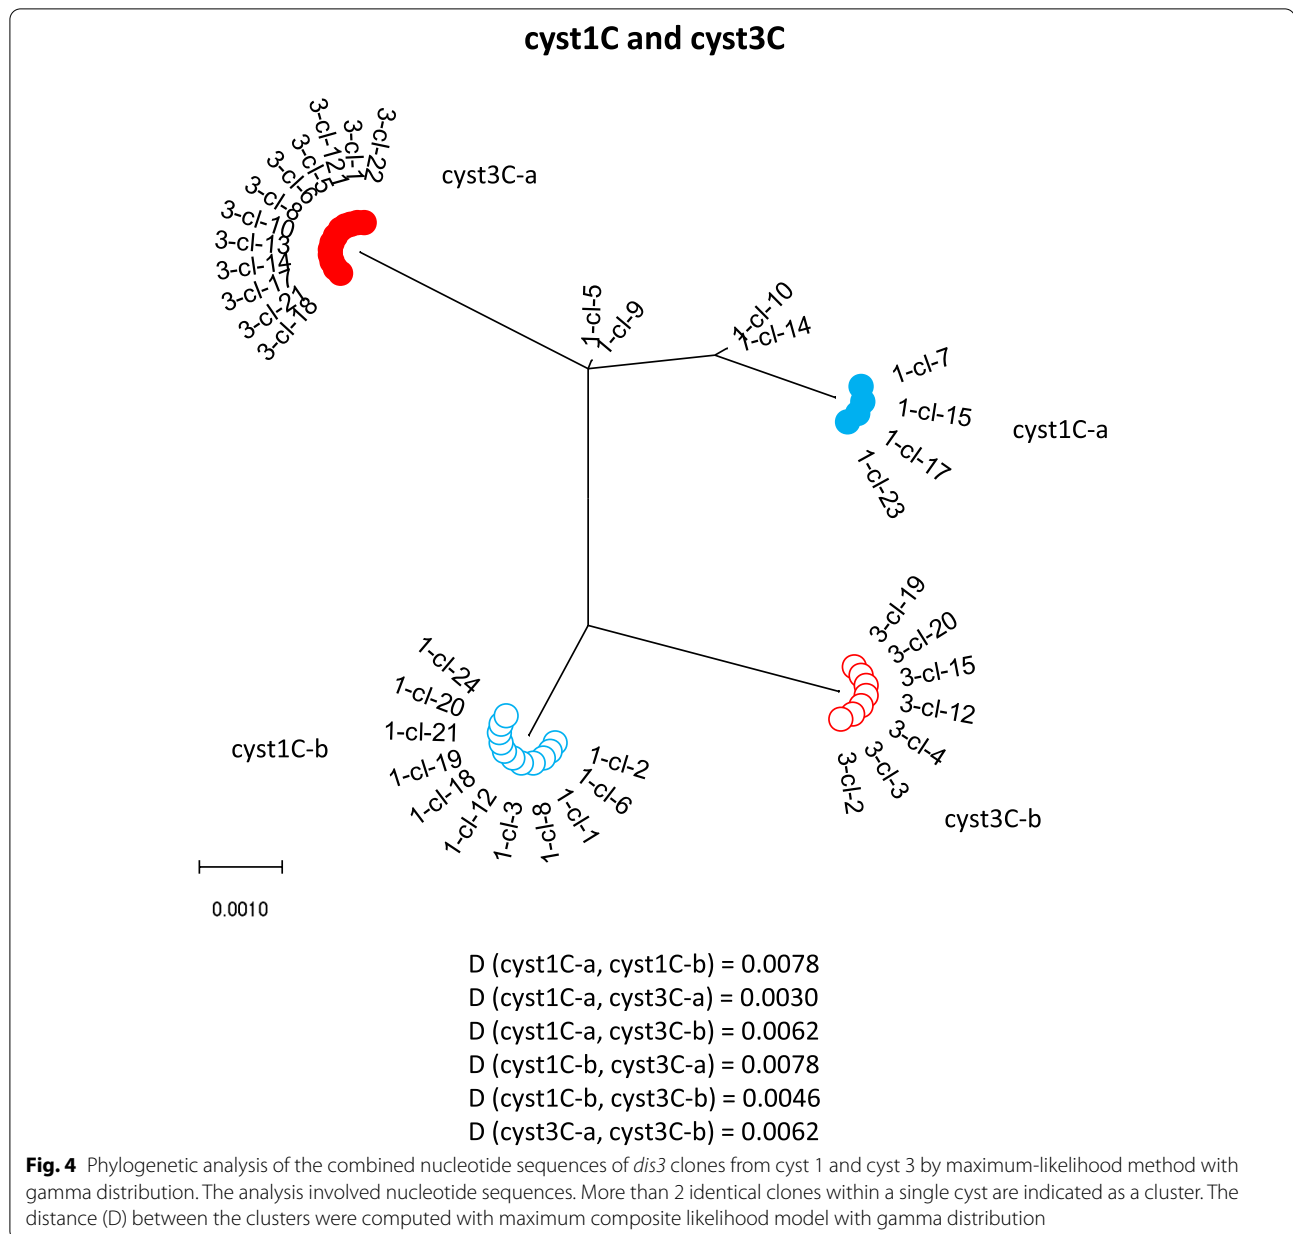 cyst1C and cyst3C
3-cl-22
3-cl-1
3-cl-12
3-cl-5
3-cl-6
3-cl-8
3-cl-10
3-cl-13
3-cl-14
3-cl-17
3-cl-21
3-cl-18
cyst3C-a
1-cl-5
1-cl-9
1-cl-10
1-cl-14
1-cl-7
1-cl-15
1-cl-17
1-cl-23
cyst1C-a
3-cl-19
3-cl-20
3-cl-15
3-cl-12
3-cl-4
3-cl-3
3-cl-2
cyst3C-b
1-cl-24
1-cl-20
1-cl-21
1-cl-19
1-cl-18
1-cl-12
1-cl-3
1-cl-8
1-cl-1
1-cl-6
1-cl-2
cyst1C-b
0.0010
D (cyst1C-a, cyst1C-b) = 0.0078
D (cyst1C-a, cyst3C-a) = 0.0030
D (cyst1C-a, cyst3C-b) = 0.0062
D (cyst1C-b, cyst3C-a) = 0.0078
D (cyst1C-b, cyst3C-b) = 0.0046
D (cyst3C-a, cyst3C-b) = 0.0062
Fig. 4 Phylogenetic analysis of the combined nucleotide sequences of dis3 clones from cyst 1 and cyst 3 by maximum-likelihood method with
gamma distribution. The analysis involved nucleotide sequences. More than 2 identical clones within a single cyst are indicated as a cluster. The
distance (D) between the clusters were computed with maximum composite likelihood model with gamma distribution